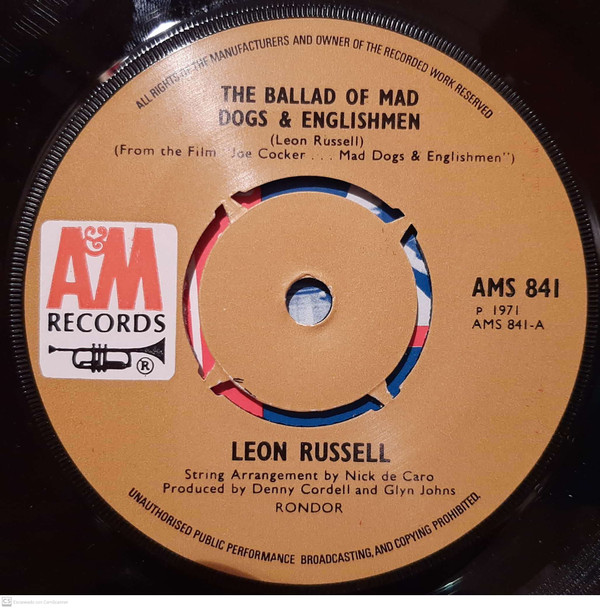 ALL RIGHTS OF THE MANUFACTURERS AND OWNER OF THE RECORDED WORK RESERVED
THE BALLAD OF MAD
DOGS & ENGLISHMEN
(Leon Russell)
(From the Film "Joe Cocker . . . Mad Dogs & Englishmen")
A&M
RECORDS
®
AMS 841
P 1971
AMS 841-A
LEON RUSSELL
String Arrangement by Nick de Caro
Produced by Denny Cordell and Glyn Johns
RONDOR
UNAUTHORISED PUBLIC PERFORMANCE BROADCASTING, AND COPYING PROHIBITED.
CS